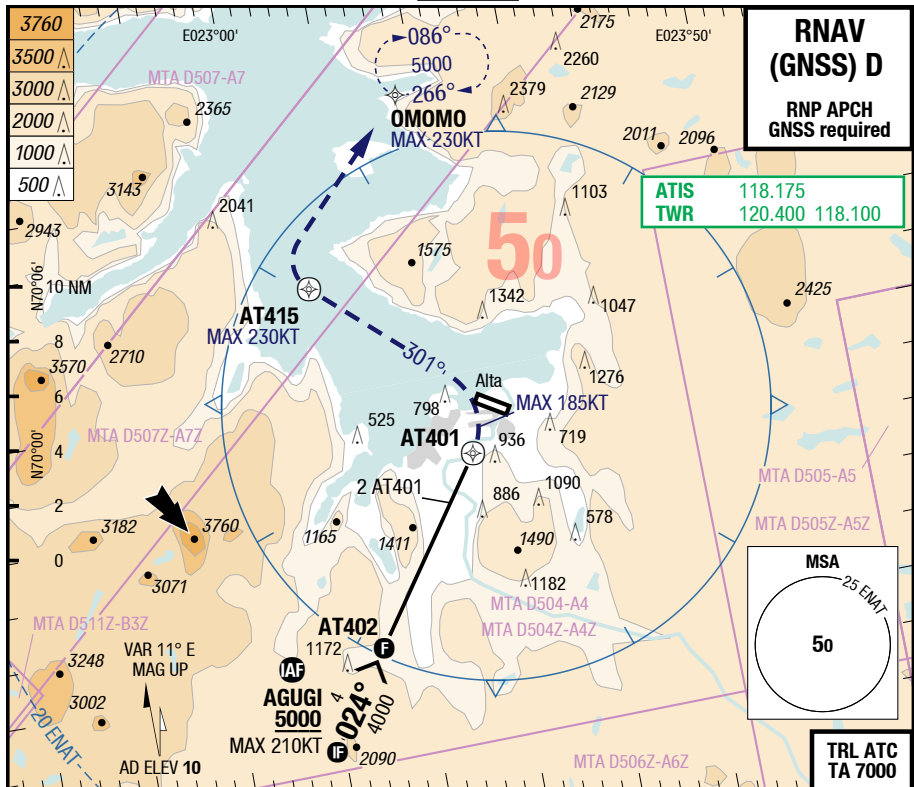 3760
3500
3000
2000
1000
500
E023°00'
E023°50'
RNAV
(GNSS) D
RNP APCH
GNSS required
ATIS 118.175
TWR 120.400 118.100
086°
5000
266°
OMOMO
MAX 230KT
2175
2260
2379
2129
2011
2096
MTA D507-A7
2365
3143
2041
2943
1103
50
1575
2425
N70°06'
10 NM
AT415
MAX 230KT
1342
1047
8
2710
301°
3570
6
1276
Alta
MAX 185KT
798
525
719
MTA D507Z-A7Z
AT401
936
N70°00'
4
MTA D505-A5
2 AT401
886
1090
2
578
MTA D505Z-A5Z
3760
1165
1411
1490
3182
0
3071
1182
MTA D504-A4
MTA D504Z-A4Z
MSA
25 ENAT
50
MTA D511Z-B3Z
AT402
F
VAR 11° E
MAG UP
1172
3248
IAF
AGUGI
5000
MAX 210KT
4
024°
4000
3002
IF
2090
20 ENAT
AD ELEV 10
MTA D506Z-A6Z
TRL ATC
TA 7000